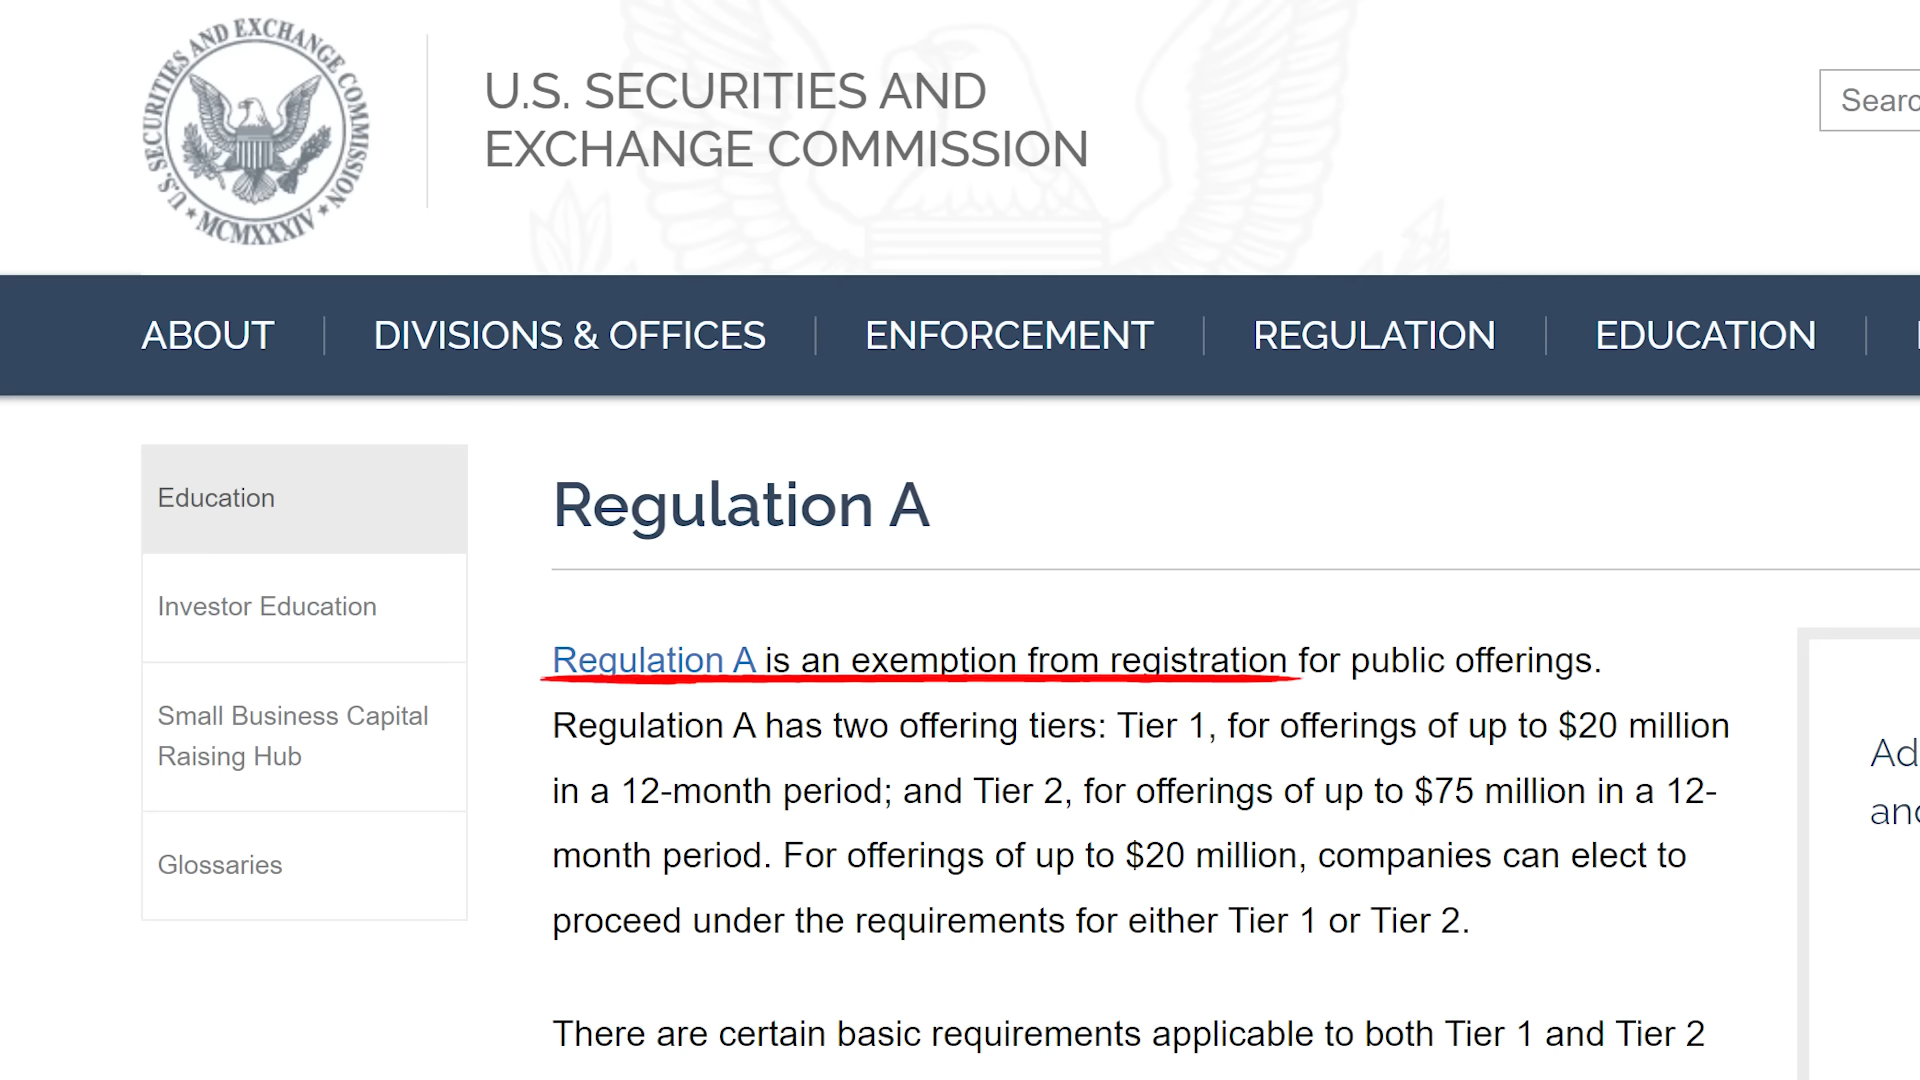 U.S. SECURITIES AND EXCHANGE COMMISSION
MCMXXXIV
U.S. SECURITIES AND
EXCHANGE COMMISSION
Searc
ABOUT
DIVISIONS & OFFICES
ENFORCEMENT
REGULATION
EDUCATION
Education
Investor Education
Small Business Capital
Raising Hub
Glossaries
Regulation A
Regulation A is an exemption from registration for public offerings.
Regulation A has two offering tiers: Tier 1, for offerings of up to $20 million
in a 12-month period; and Tier 2, for offerings of up to $75 million in a 12-
month period. For offerings of up to $20 million, companies can elect to
proceed under the requirements for either Tier 1 or Tier 2.
There are certain basic requirements applicable to both Tier 1 and Tier 2
Ad
and